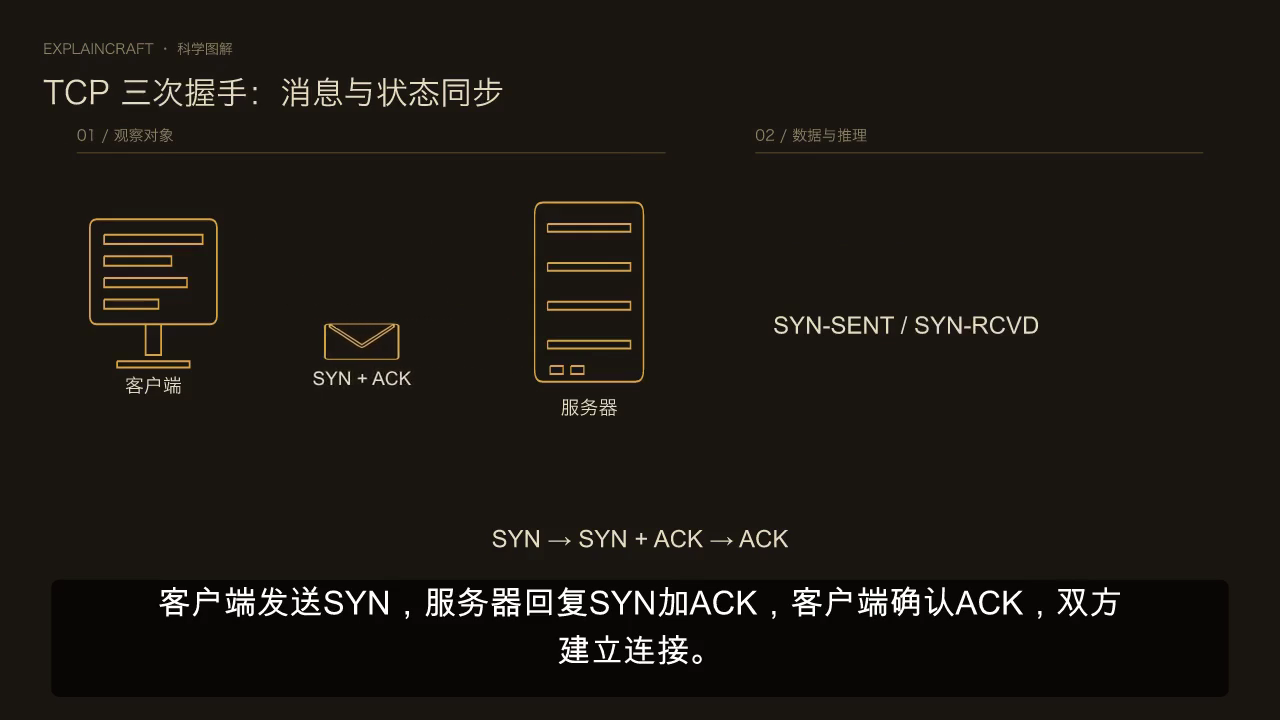 EXPLAINCRAFT · 科学图解
TCP 三次握手：消息与状态同步
01 / 观察对象
02 / 数据与推理
SYN-SENT / SYN-RCVD
SYN + ACK
客户端
服务器
SYN → SYN + ACK → ACK
客户端发送SYN，服务器回复SYN加ACK，客户端确认ACK，双方
建立连接。